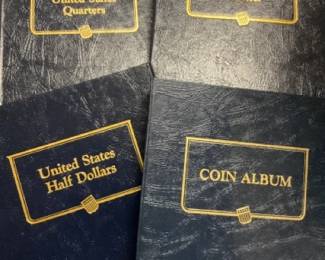 United States
Quarters
United States
Half Dollars
COIN ALBUM